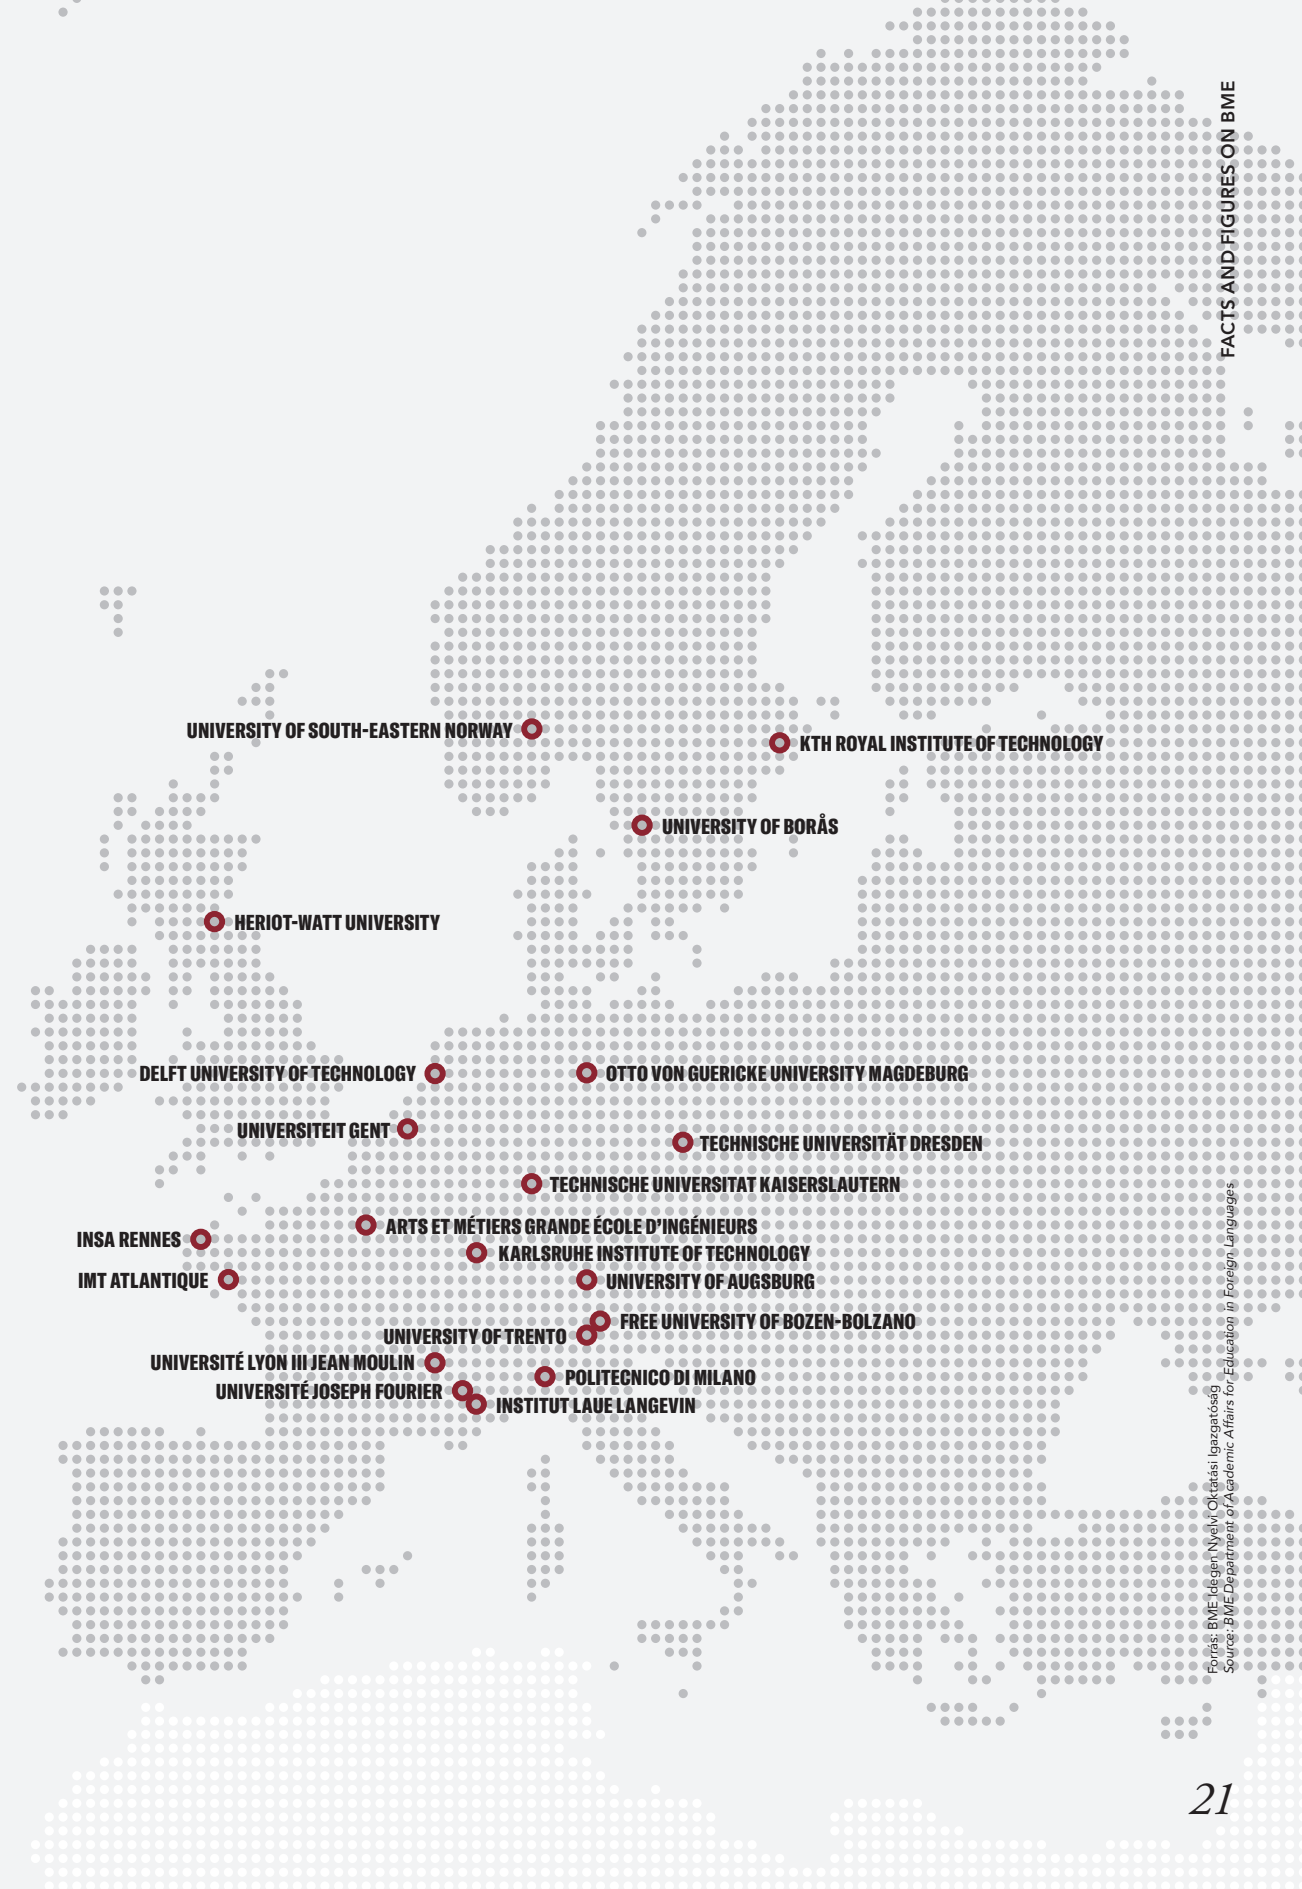 FACTS AND FIGURES ON BME
UNIVERSITY OF SOUTH-EASTERN NORWAY
KTH ROYAL INSTITUTE OF TECHNOLOGY
UNIVERSITY OF BORÅS
HERIOT-WATT UNIVERSITY
DELFT UNIVERSITY OF TECHNOLOGY
OTTO VON GUERICKE UNIVERSITY MAGDEBURG
UNIVERSITEIT GENT
TECHNISCHE UNIVERSITÄT DRESDEN
TECHNISCHE UNIVERSITAT KAISERSLAUTERN
ARTS ET MÉTIERS GRANDE ÉCOLE D'INGÉNIEURS
INSA RENNES
KARLSRUHE INSTITUTE OF TECHNOLOGY
IMT ATLANTIQUE
UNIVERSITY OF AUGSBURG
FREE UNIVERSITY OF BOZEN-BOLZANO
UNIVERSITY OF TRENTO
UNIVERSITÉ LYON III JEAN MOULIN
POLITECNICO DI MILANO
UNIVERSITÉ JOSEPH FOURIER
INSTITUT LAUE LANGEVIN
Forrás: BME Idegen Nyelvi Oktatási Igazgatóság
Source: BME Department of Academic Affairs for Education in Foreign Languages
21